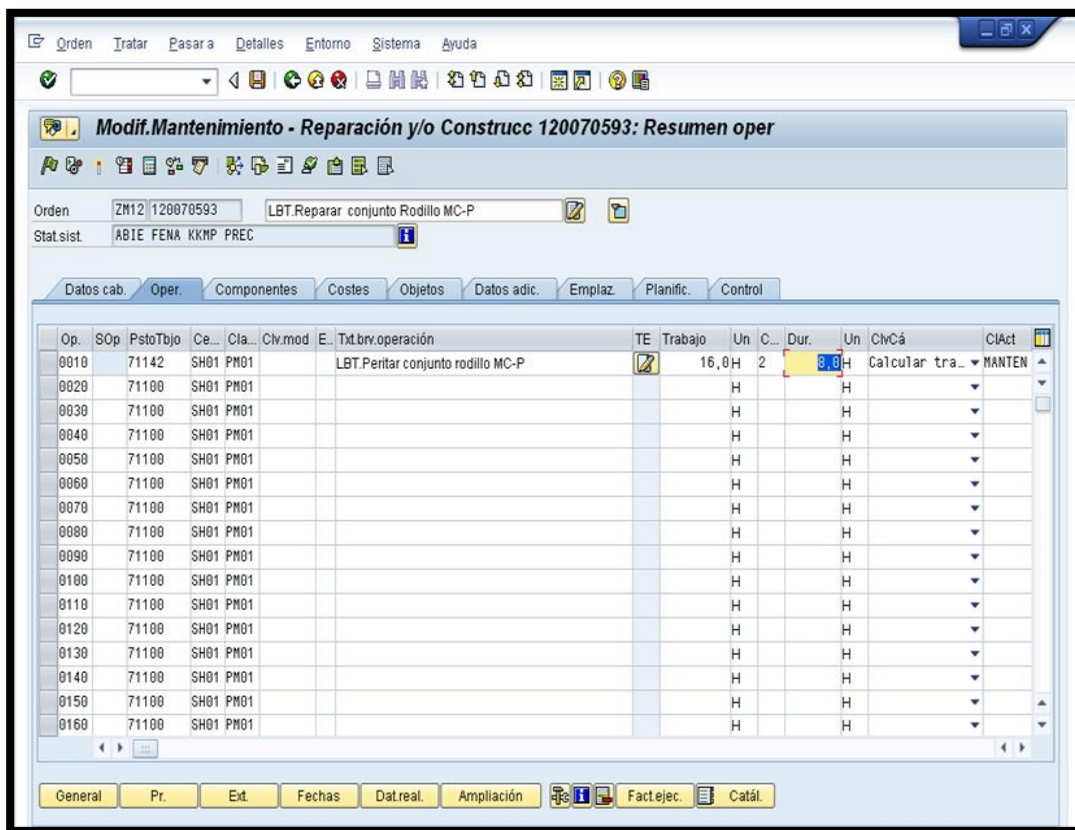 Orden Tratar Pasar a Detalles Entorno Sistema Ayuda
Modif.Mantenimiento - Reparación y/o Construcc 120070593: Resumen oper
Orden ZM12 120070593 LBT.Reparar conjunto Rodillo MC-P
Stat.sist. ABIE FENA KKMP PREC
Datos cab. Oper. Componentes Costes Objetos Datos adic. Emplaz. Planific. Control
Op. SOp PstoTbjo Ce... Cla... Clv.mod E.. Txt.brv.operación TE Trabajo Un C... Dur. Un ClvCá ClAct
0010 71142 SH01 PM01 LBT.Peritar conjunto rodillo MC-P 16,0 H 2 8,0 H Calcular tra… MANTEN
0020 71100 SH01 PM01 H H
0030 71100 SH01 PM01 H H
0040 71100 SH01 PM01 H H
0050 71100 SH01 PM01 H H
0060 71100 SH01 PM01 H H
0070 71100 SH01 PM01 H H
0080 71100 SH01 PM01 H H
0090 71100 SH01 PM01 H H
0100 71100 SH01 PM01 H H
0110 71100 SH01 PM01 H H
0120 71100 SH01 PM01 H H
0130 71100 SH01 PM01 H H
0140 71100 SH01 PM01 H H
0150 71100 SH01 PM01 H H
0160 71100 SH01 PM01 H H
General Pr. Ext. Fechas Dat.real. Ampliación Fact.ejec. Catál.